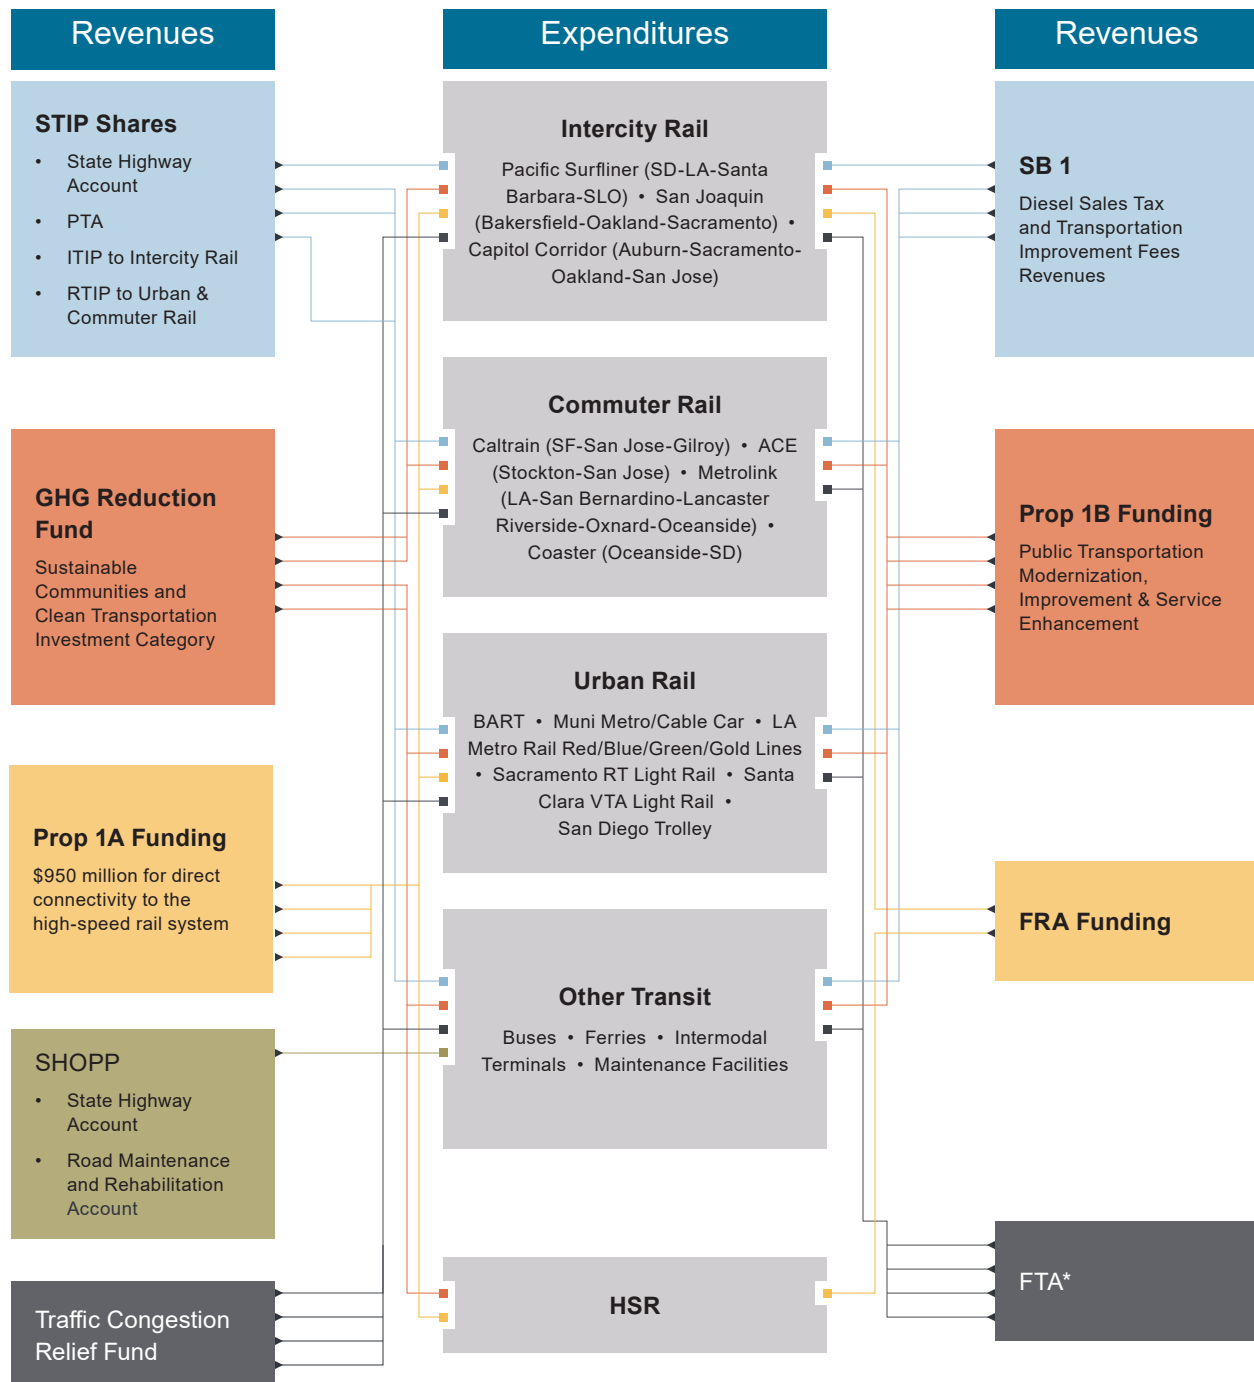 Revenues
Expenditures
Revenues
STIP Shares
• State Highway
Account
• PTA
• ITIP to Intercity Rail
• RTIP to Urban &
Commuter Rail
GHG Reduction
Fund
Sustainable
Communities and
Clean Transportation
Investment Category
Prop 1A Funding
$950 million for direct
connectivity to the
high-speed rail system
SHOPP
• State Highway
Account
• Road Maintenance
and Rehabilitation
Account
Traffic Congestion
Relief Fund
Intercity Rail
Pacific Surfliner (SD-LA-Santa
Barbara-SLO) • San Joaquin
(Bakersfield-Oakland-Sacramento) •
Capitol Corridor (Auburn-Sacramento-
Oakland-San Jose)
Commuter Rail
Caltrain (SF-San Jose-Gilroy) • ACE
(Stockton-San Jose) • Metrolink
(LA-San Bernardino-Lancaster
Riverside-Oxnard-Oceanside) •
Coaster (Oceanside-SD)
Urban Rail
BART • Muni Metro/Cable Car • LA
Metro Rail Red/Blue/Green/Gold Lines
• Sacramento RT Light Rail • Santa
Clara VTA Light Rail •
San Diego Trolley
Other Transit
Buses • Ferries • Intermodal
Terminals • Maintenance Facilities
HSR
SB 1
Diesel Sales Tax
and Transportation
Improvement Fees
Revenues
Prop 1B Funding
Public Transportation
Modernization,
Improvement & Service
Enhancement
FRA Funding
FTA*